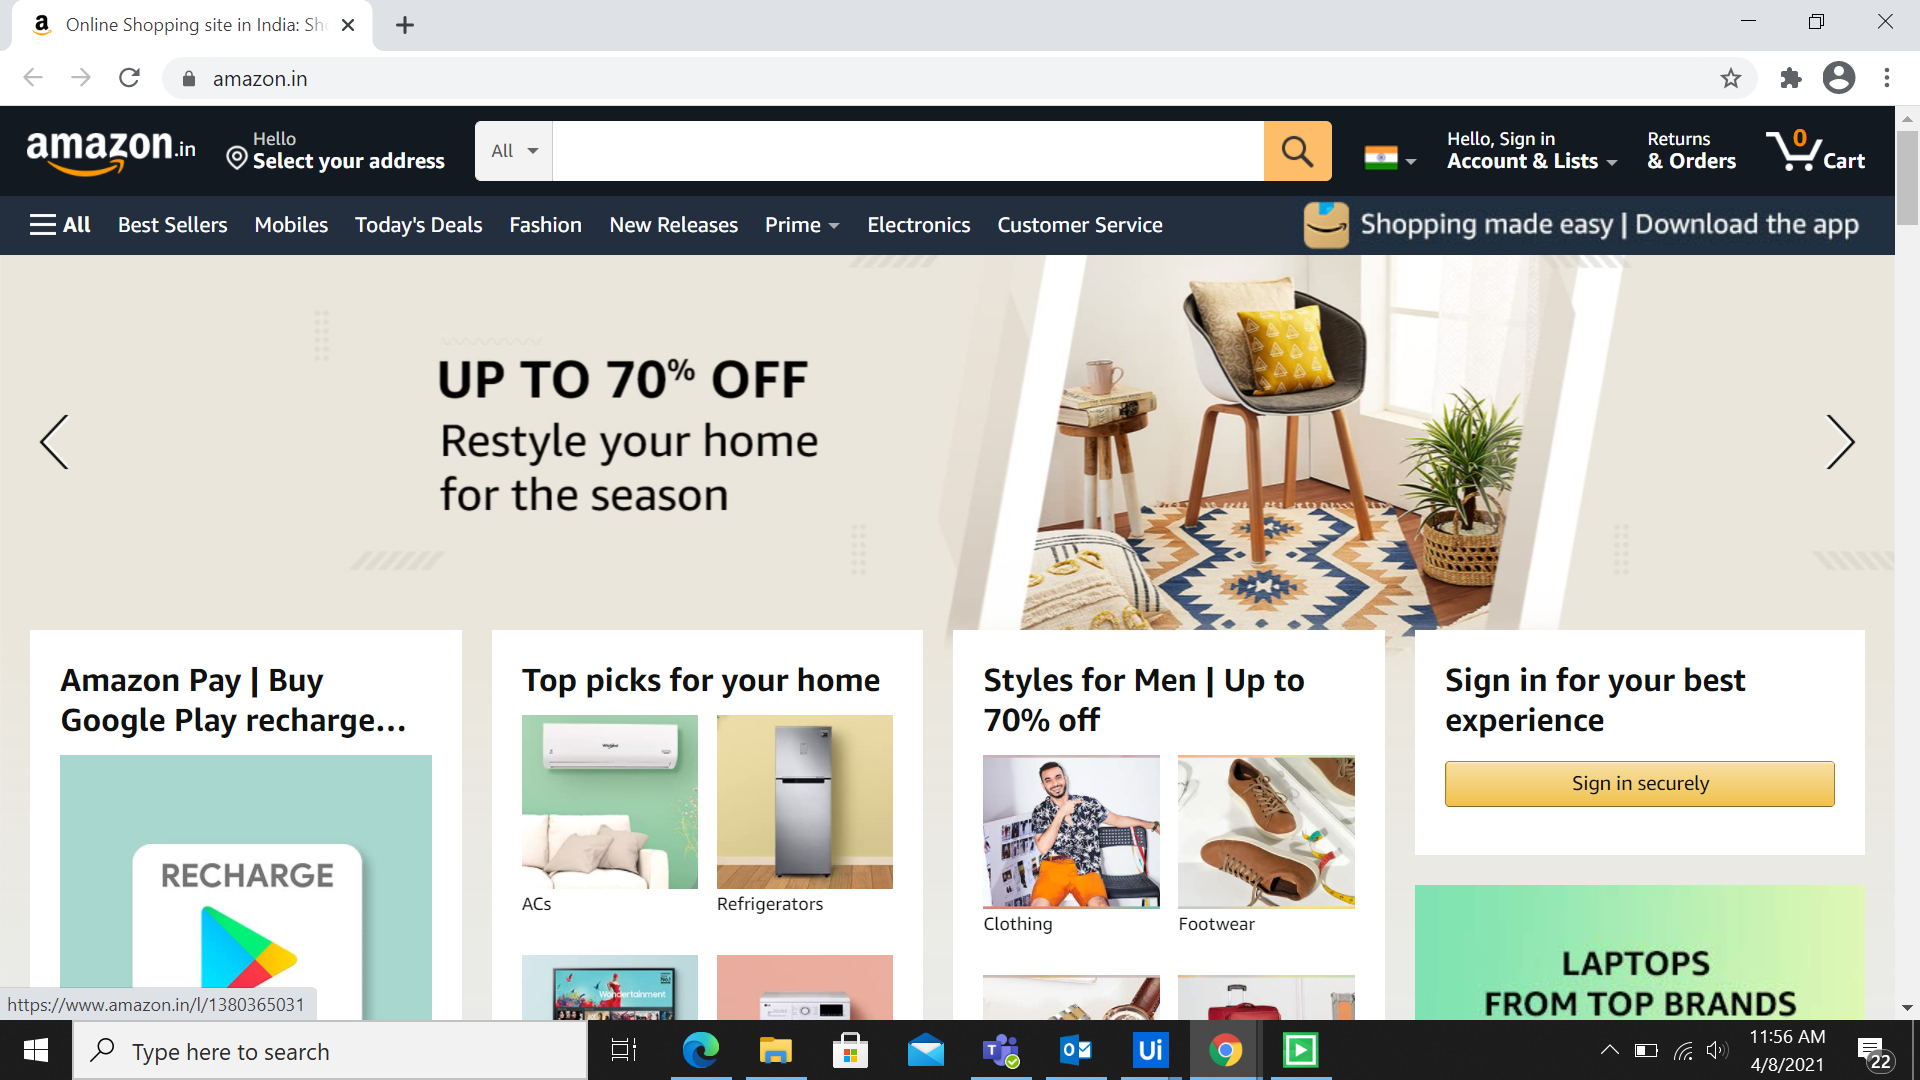 Online Shopping site in India: Sh
amazon.in
amazon.in
Hello
Select your address
All
Hello, Sign in
Account & Lists
Returns
& Orders
0
Cart
All
Best Sellers
Mobiles
Today's Deals
Fashion
New Releases
Prime
Electronics
Customer Service
Shopping made easy | Download the app
UP TO 70% OFF
Restyle your home
for the season
Amazon Pay | Buy
Google Play recharge...
RECHARGE
Top picks for your home
ACs
Refrigerators
Wondertainment
Styles for Men | Up to
70% off
Clothing
Footwear
Sign in for your best
experience
Sign in securely
LAPTOPS
FROM TOP BRANDS
https://www.amazon.in/l/1380365031
Type here to search
Ui
11:56 AM
4/8/2021
22